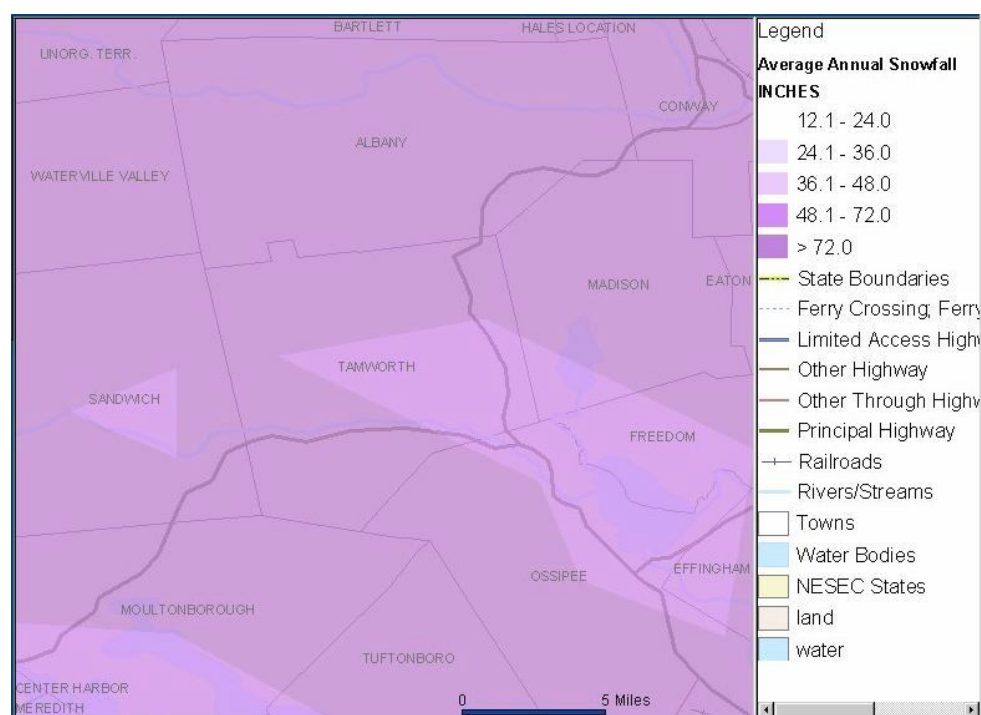 BARTLETT
HALES LOCATION
UNORG. TERR.
CONWAY
ALBANY
WATERVILLE VALLEY
MADISON
EATON
TAMWORTH
SANDWICH
FREEDOM
OSSIPEE
EFFINGHAM
MOULTONBOROUGH
TUFTONBORO
CENTER HARBOR
MEREDITH
0 5 Miles
Legend
Average Annual Snowfall
INCHES
12.1 - 24.0
24.1 - 36.0
36.1 - 48.0
48.1 - 72.0
> 72.0
State Boundaries
Ferry Crossing; Ferry
Limited Access High
Other Highway
Other Through High
Principal Highway
Railroads
Rivers/Streams
Towns
Water Bodies
NESEC States
land
water